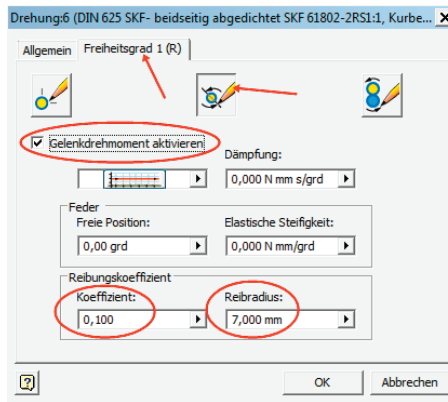 Drehung:6 (DIN 625 SKF- beidseitig abgedichtet SKF 61802-2RS1:1, Kurbe...
Allgemein Freiheitsgrad 1 (R)
Gelenkdrehmoment aktivieren
Dämpfung:
0,000 N mm s/grd
Feder
Freie Position: Elastische Steifigkeit:
0,00 grd 0,000 N mm/grd
Reibungskoeffizient
Koeffizient: Reibradius:
0,100 7,000 mm
OK Abbrechen